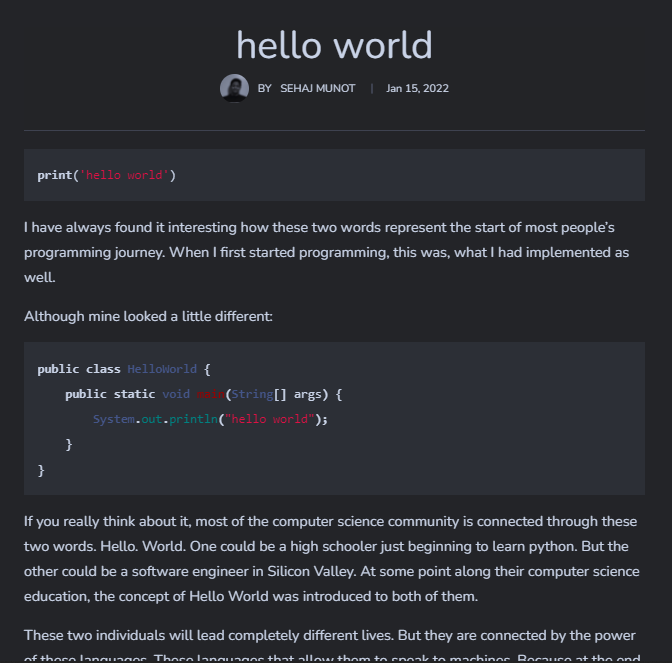 hello world
BY SEHAJ MUNOT | Jan 15, 2022
print('hello world')
I have always found it interesting how these two words represent the start of most people's
programming journey. When I first started programming, this was, what I had implemented as
well.
Although mine looked a little different:
public class HelloWorld {
public static void main(String[] args) {
System.out.println("hello world");
}
}
If you really think about it, most of the computer science community is connected through these
two words. Hello. World. One could be a high schooler just beginning to learn python. But the
other could be a software engineer in Silicon Valley. At some point along their computer science
education, the concept of Hello World was introduced to both of them.
These two individuals will lead completely different lives. But they are connected by the power
of these languages. These languages that allow them to speak to machines. Because at the end